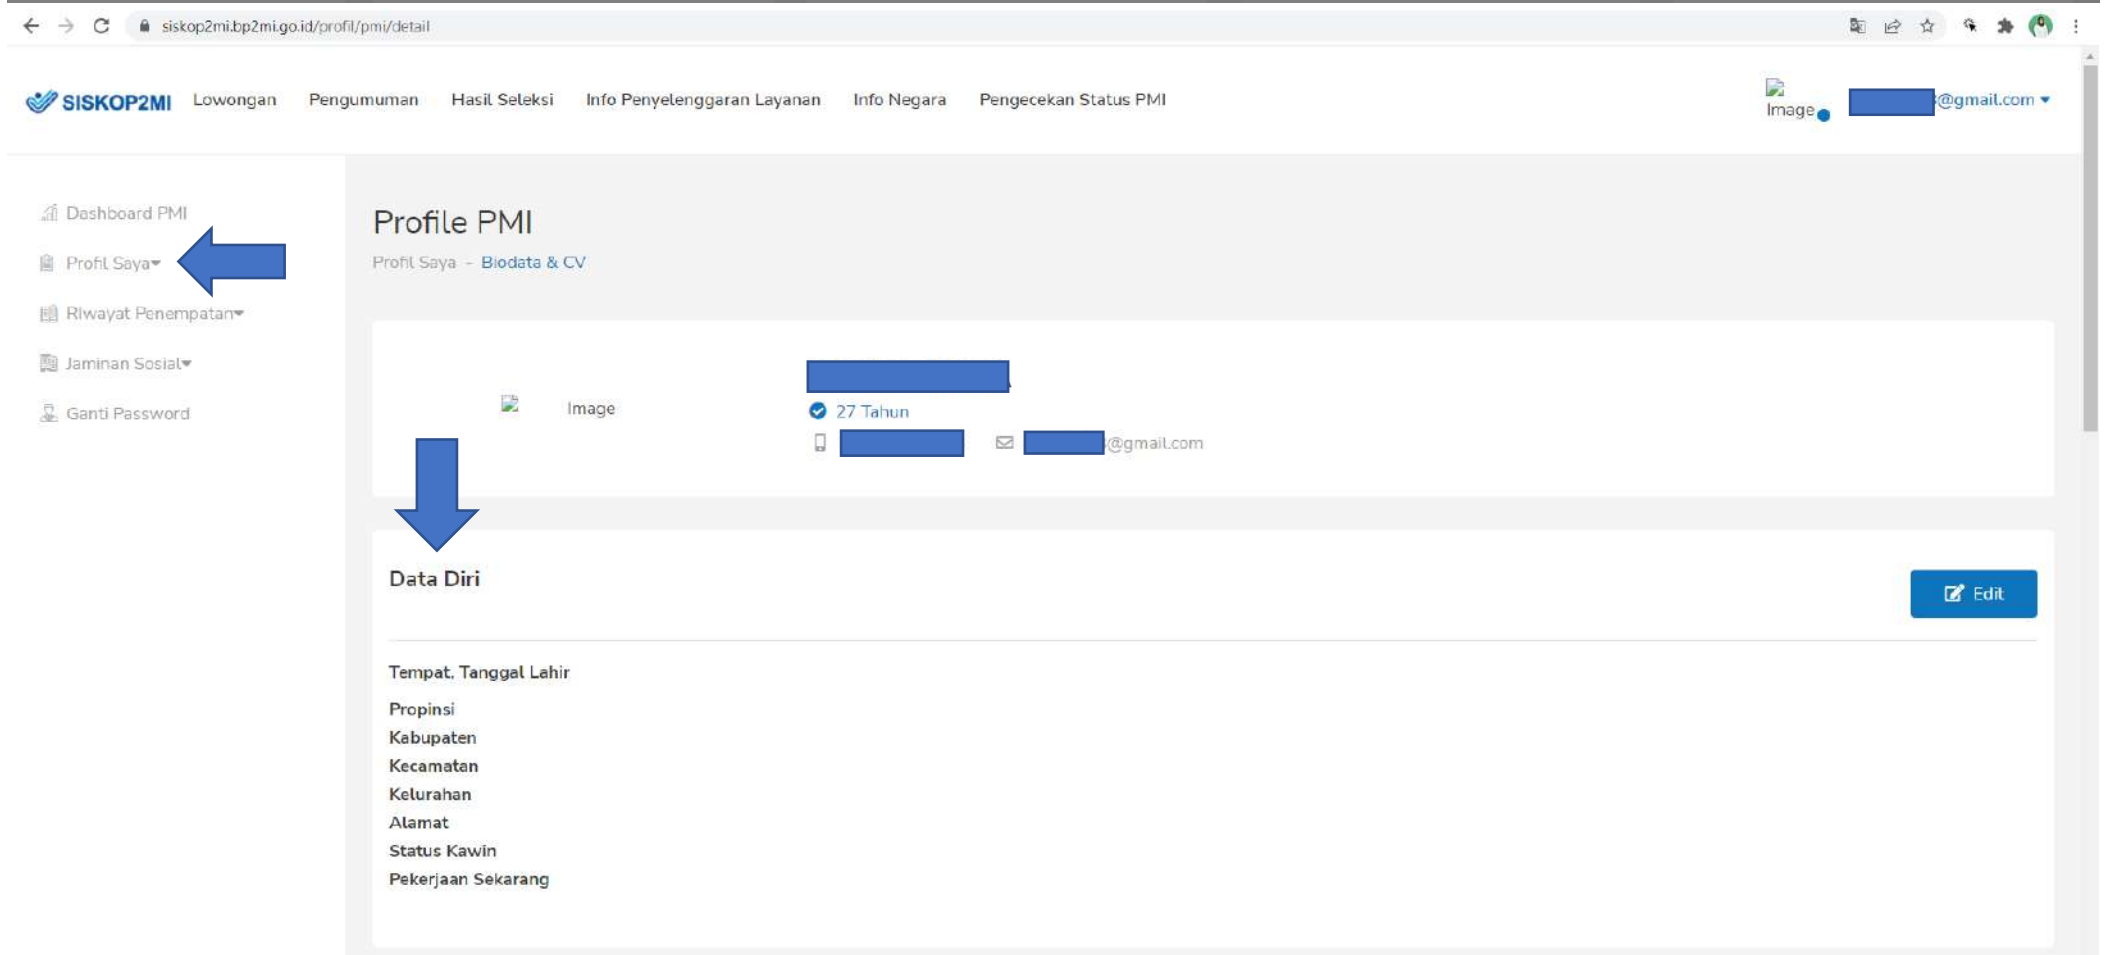 siskop2mi.bp2mi.go.id/profil/pmi/detail
SISKOP2MI Lowongan Pengumuman Hasil Seleksi Info Penyelenggaran Layanan Info Negara Pengecekan Status PMI Image @gmail.com
Dashboard PMI
Profil Saya
RIwayat Penempatan
Jaminan Sosial
Ganti Password
Profile PMI
Profil Saya - Biodata & CV
Image
27 Tahun
@gmail.com
Data Diri
Edit
Tempat, Tanggal Lahir
Propinsi
Kabupaten
Kecamatan
Kelurahan
Alamat
Status Kawin
Pekerjaan Sekarang